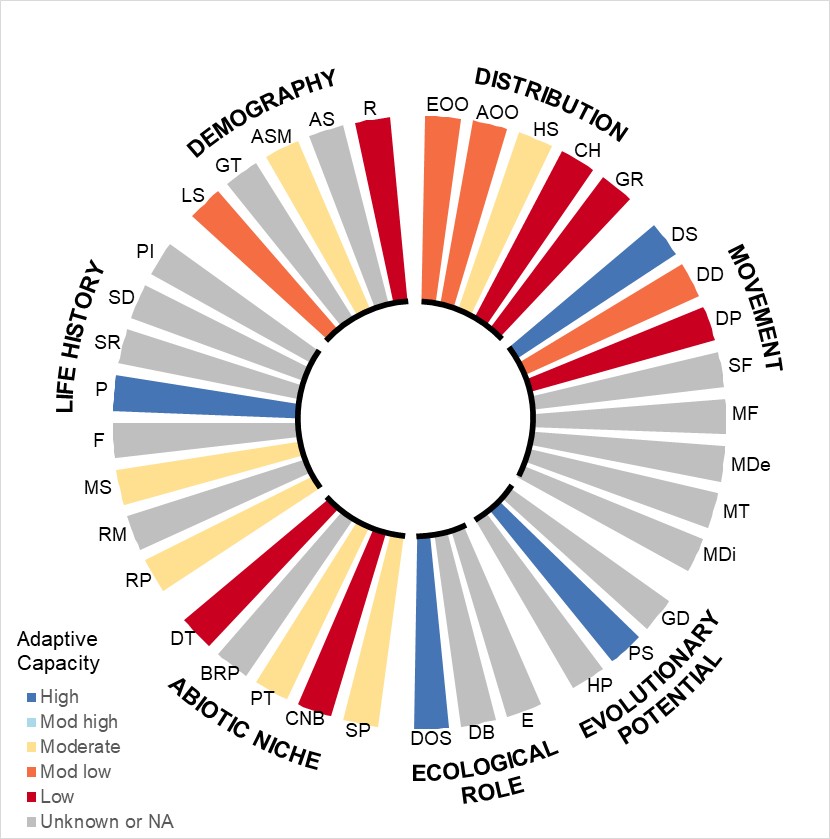 DISTRIBUTION
EOO
AOO
HS
CH
GR
MOVEMENT
DS
DD
DP
SF
MF
MDe
MT
MDi
EVOLUTIONARY
POTENTIAL
GD
PS
HP
ECOLOGICAL
ROLE
E
DB
DOS
ABIOTIC NICHE
SP
CNB
PT
BRP
DT
LIFE HISTORY
RP
RM
MS
F
P
SR
SD
PI
DEMOGRAPHY
LS
GT
ASM
AS
R
Adaptive
Capacity
High
Mod high
Moderate
Mod low
Low
Unknown or NA